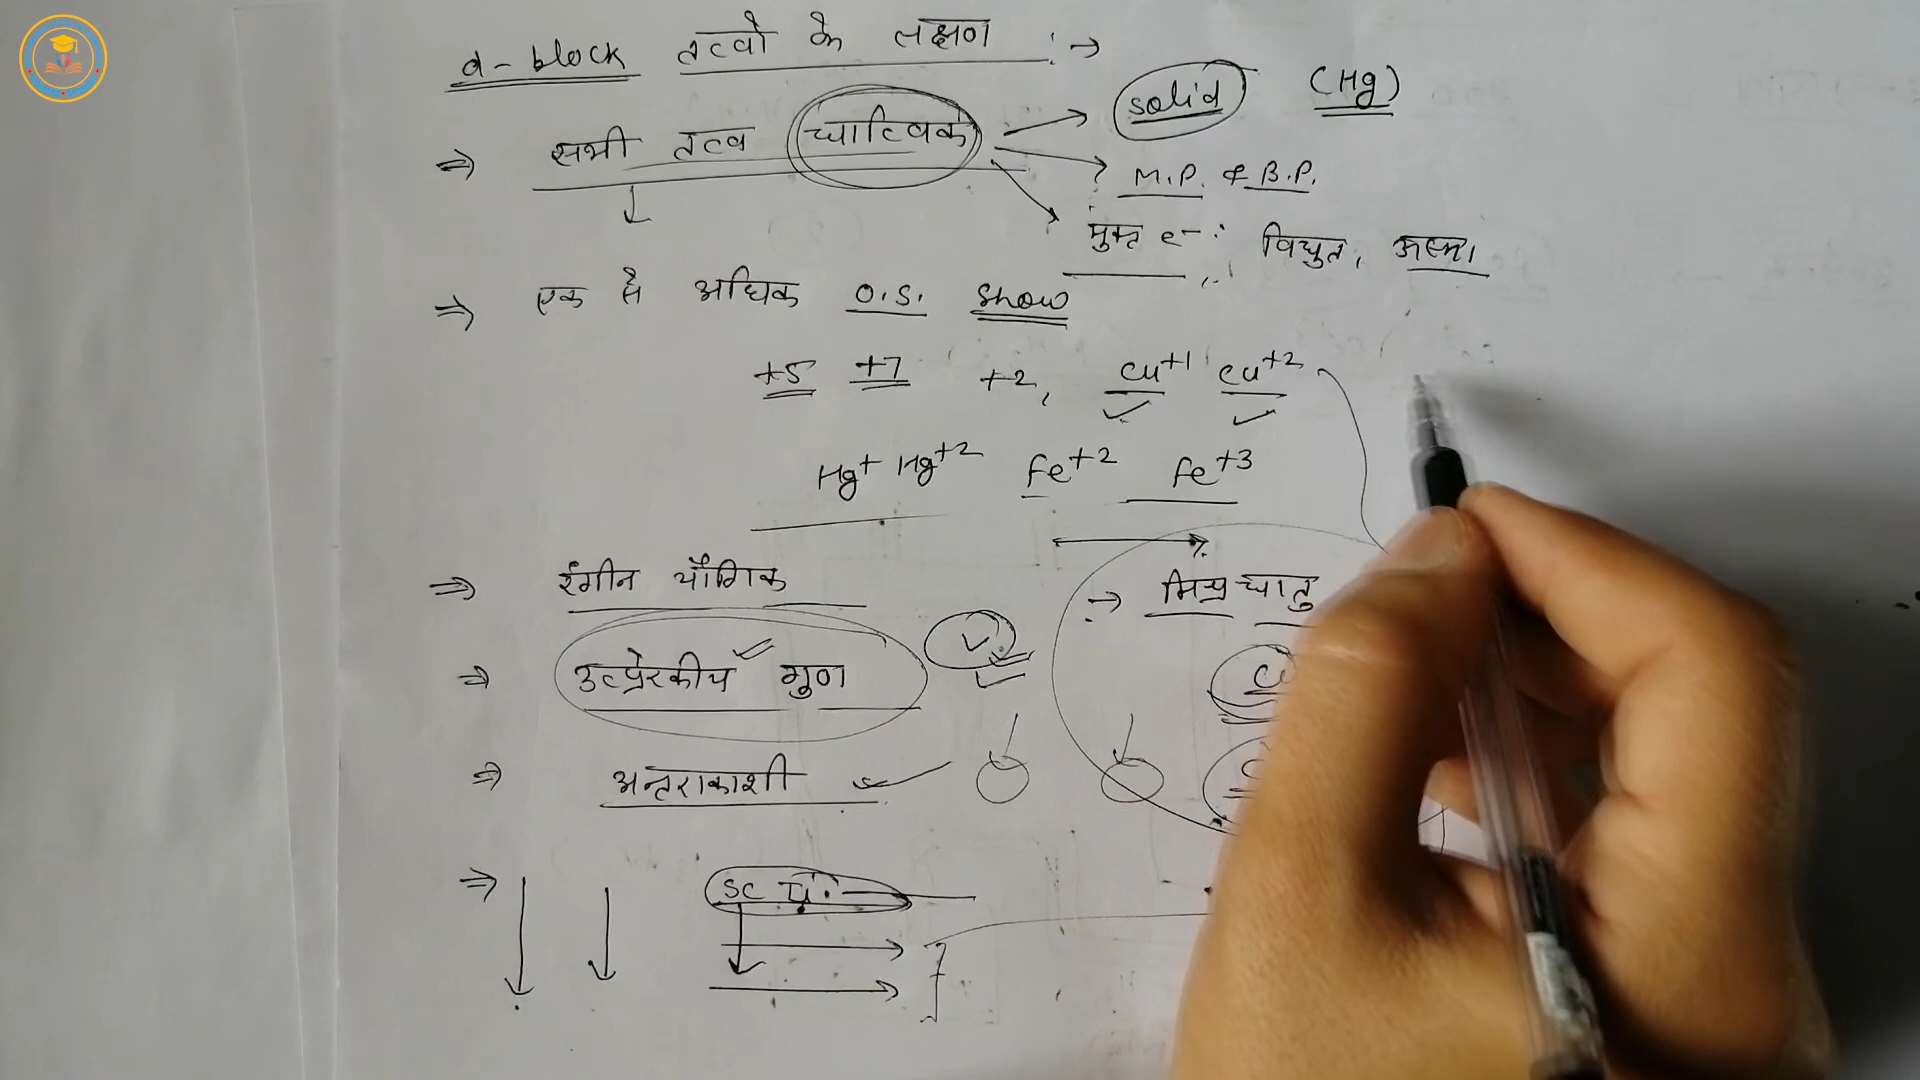 d-block तत्वो के लक्षण :→
⇒ सभी तत्व धात्विक → solid (Hg)
→ M.P. & B.P.
मुक्त e- : विद्युत, ऊष्मा
⇒ एक से अधिक O.S. show
+5 +7 +2, Cu+1 Cu+2
Hg+ Hg+2 Fe+2 Fe+3
⇒ रंगीन यौगिक
→ मिश्र धातु
⇒ उत्प्रेरकीय गुण
⇒ अन्तराकाशी
⇒ Sc Ti